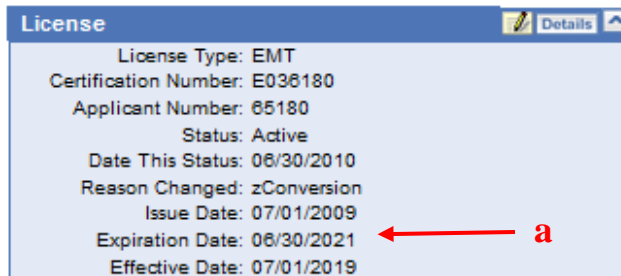 License Details
License Type: EMT
Certification Number: E036180
Applicant Number: 65180
Status: Active
Date This Status: 06/30/2010
Reason Changed: zConversion
Issue Date: 07/01/2009
Expiration Date: 06/30/2021 a
Effective Date: 07/01/2019